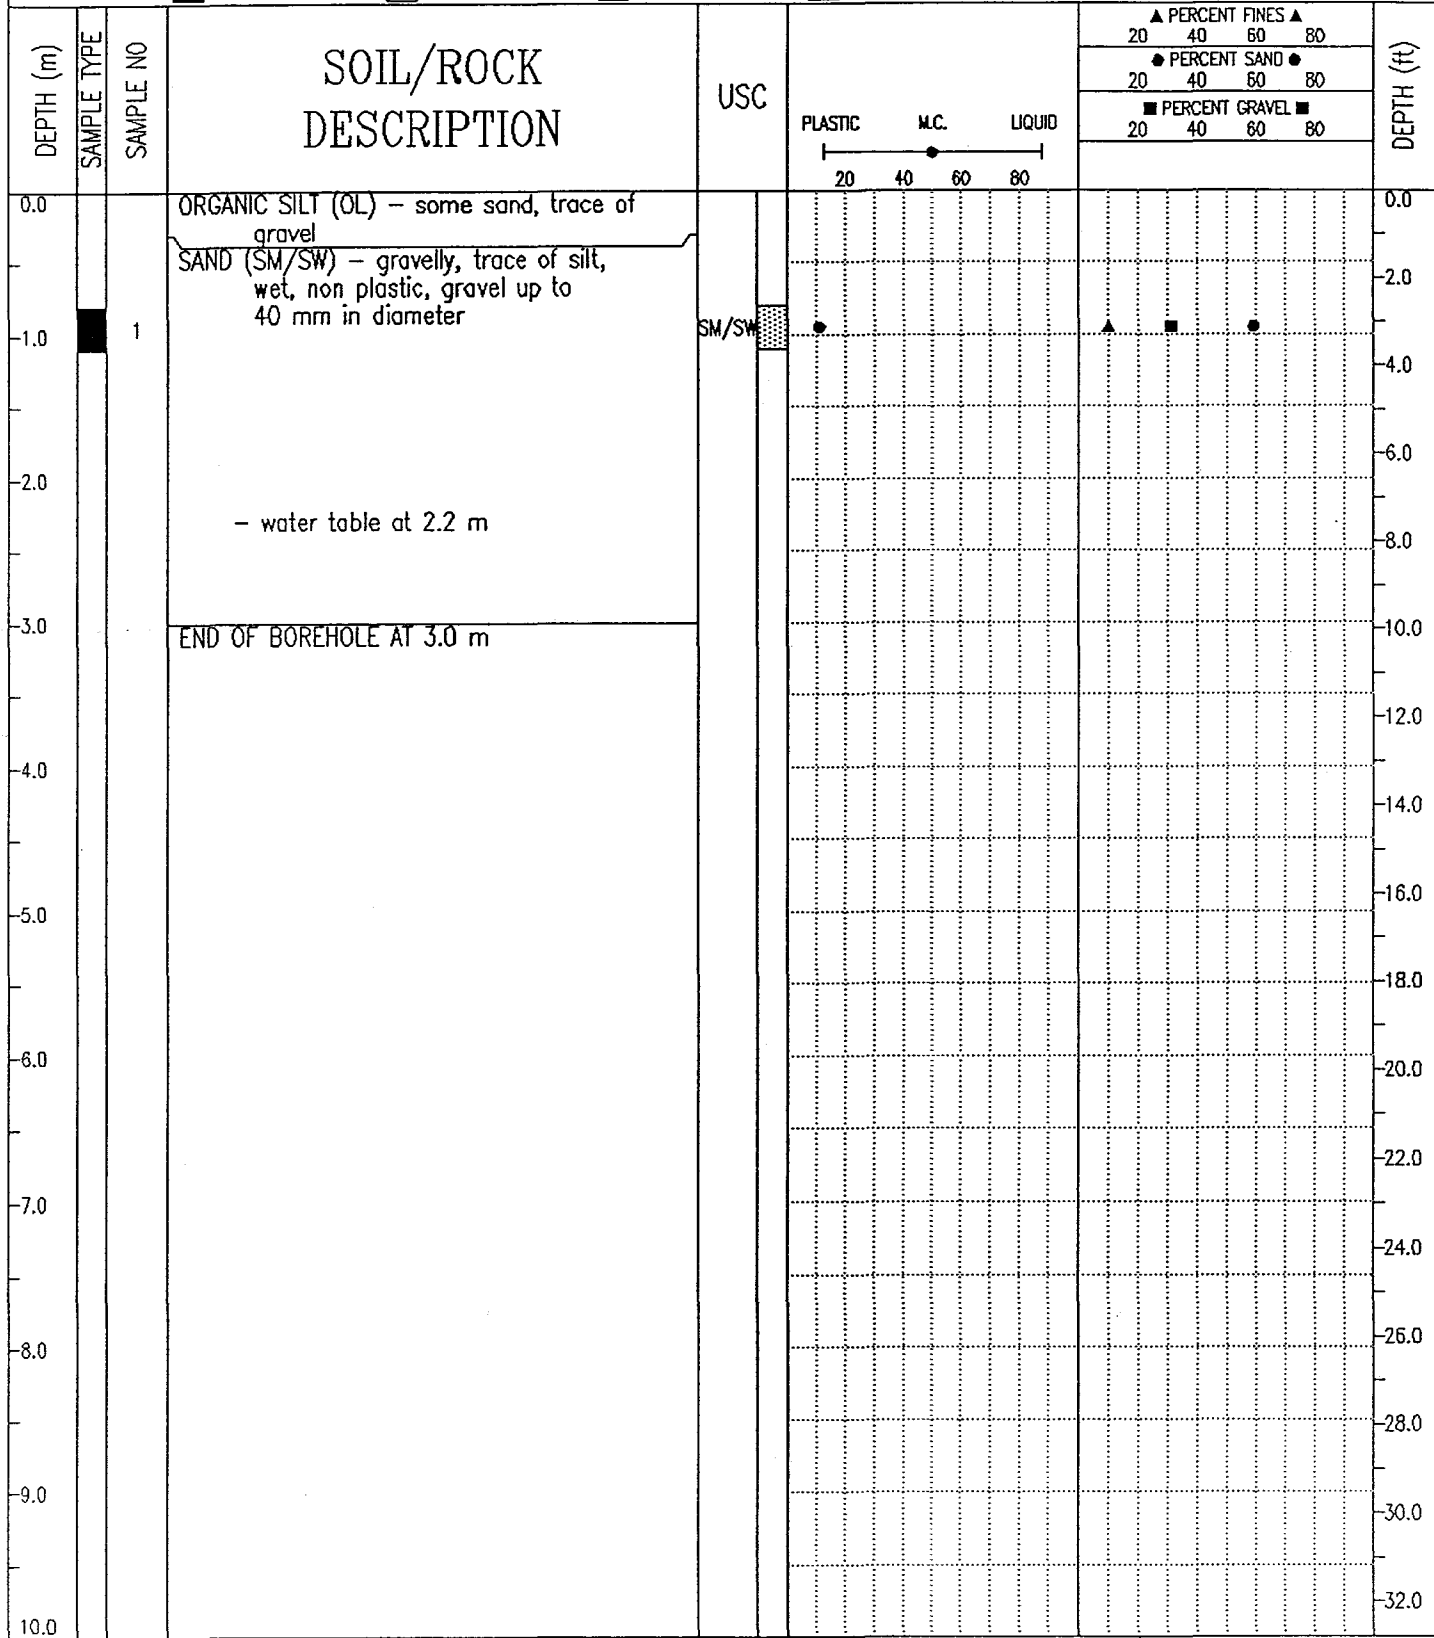 DEPTH (m)
SAMPLE TYPE
SAMPLE NO
SOIL/ROCK
DESCRIPTION
USC
PLASTIC M.C. LIQUID
20 40 60 80
▲ PERCENT FINES ▲
20 40 60 80
● PERCENT SAND ●
20 40 60 80
■ PERCENT GRAVEL ■
20 40 60 80
DEPTH (ft)
0.0
ORGANIC SILT (OL) – some sand, trace of
gravel
SAND (SM/SW) – gravelly, trace of silt,
wet, non plastic, gravel up to
40 mm in diameter
1
SM/SW
– water table at 2.2 m
END OF BOREHOLE AT 3.0 m
-1.0
-2.0
-3.0
-4.0
-5.0
-6.0
-7.0
-8.0
-9.0
10.0
0.0
-2.0
-4.0
-6.0
-8.0
-10.0
-12.0
-14.0
-16.0
-18.0
-20.0
-22.0
-24.0
-26.0
-28.0
-30.0
-32.0